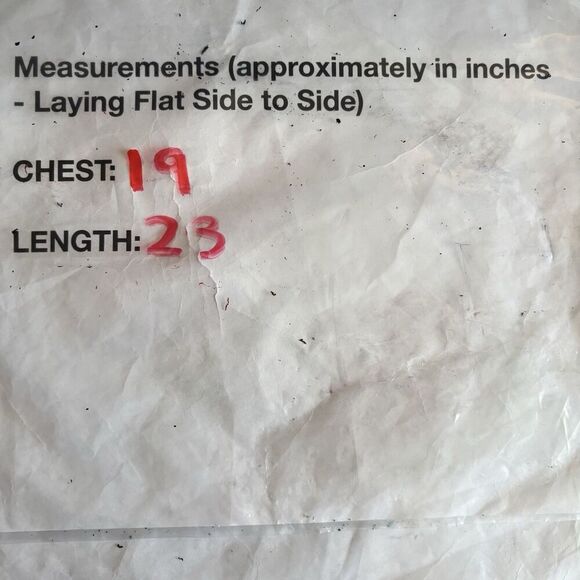 Measurements (approximately in inches
- Laying Flat Side to Side)
CHEST: 19
LENGTH: 23